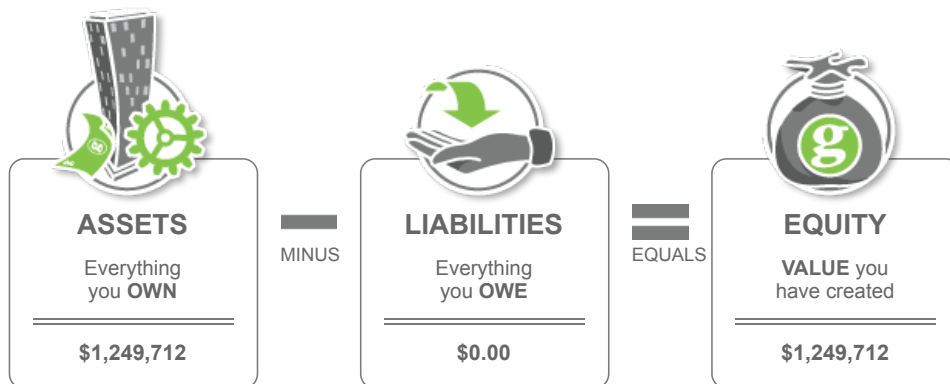 ASSETS
Everything
you OWN
$1,249,712
MINUS
LIABILITIES
Everything
you OWE
$0.00
EQUALS
g
EQUITY
VALUE you
have created
$1,249,712